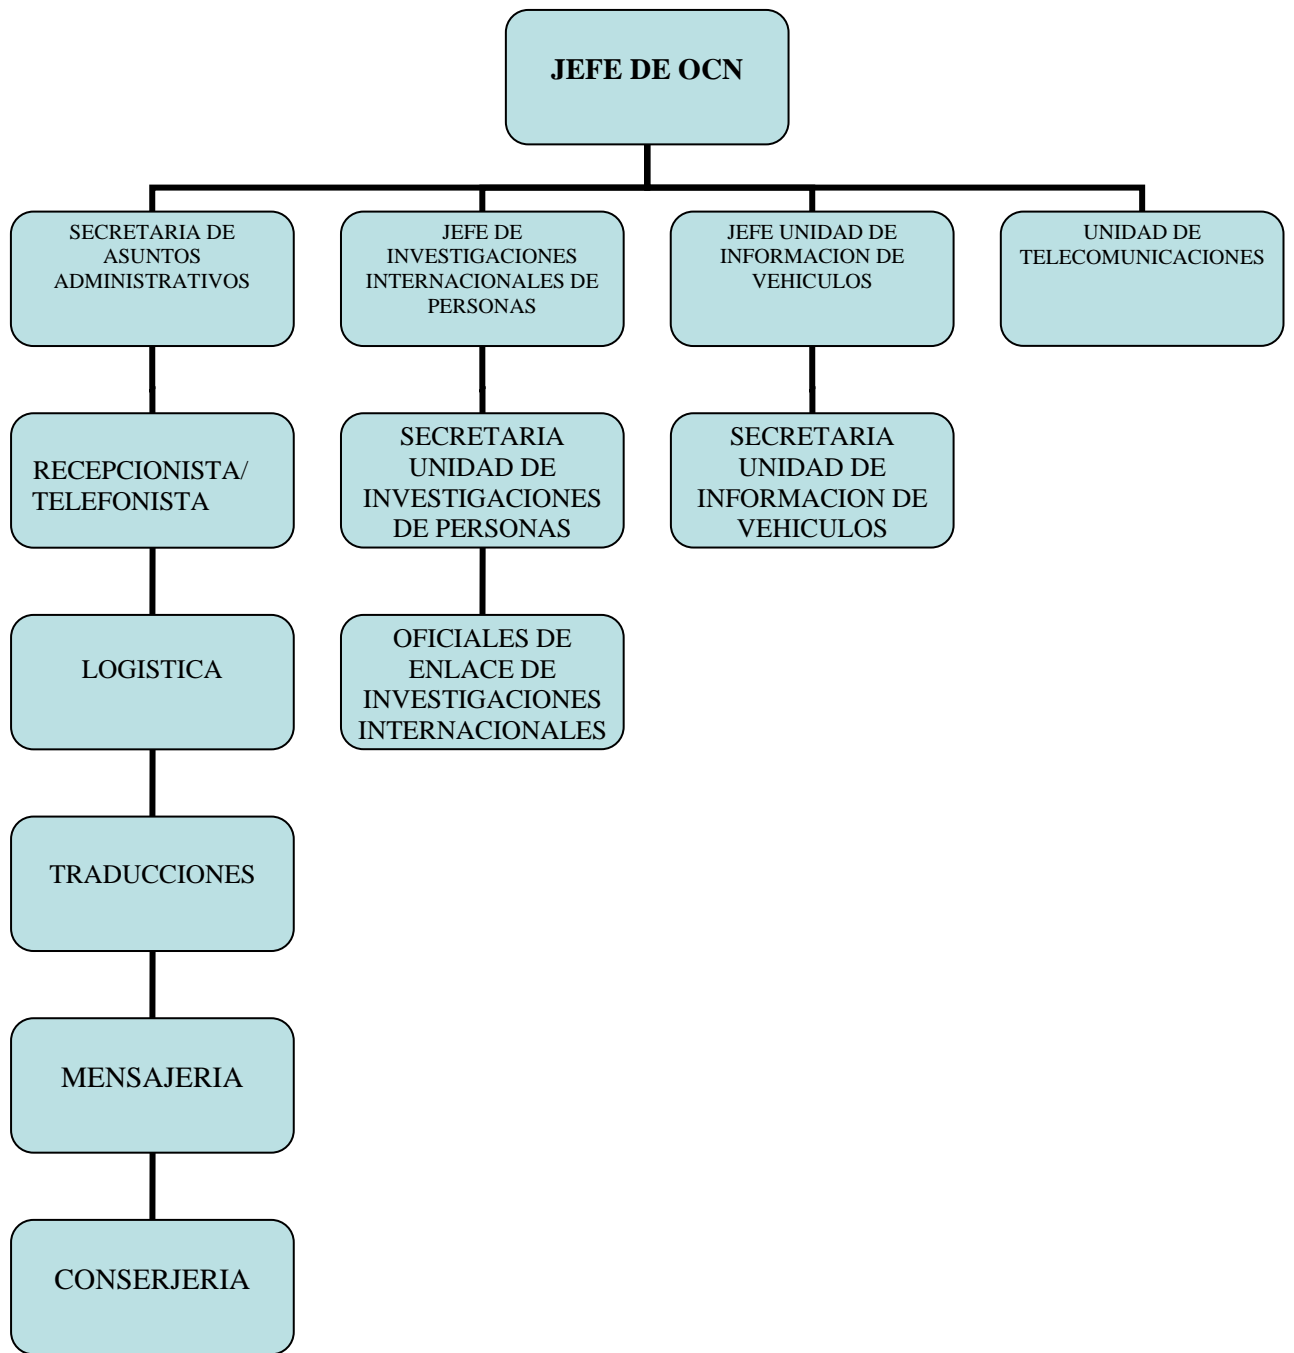 JEFE DE OCN
SECRETARIA DE
ASUNTOS
ADMINISTRATIVOS
JEFE DE
INVESTIGACIONES
INTERNACIONALES DE
PERSONAS
JEFE UNIDAD DE
INFORMACION DE
VEHICULOS
UNIDAD DE
TELECOMUNICACIONES
RECEPCIONISTA/
TELEFONISTA
SECRETARIA
UNIDAD DE
INVESTIGACIONES
DE PERSONAS
SECRETARIA
UNIDAD DE
INFORMACION DE
VEHICULOS
LOGISTICA
OFICIALES DE
ENLACE DE
INVESTIGACIONES
INTERNACIONALES
TRADUCCIONES
MENSAJERIA
CONSERJERIA